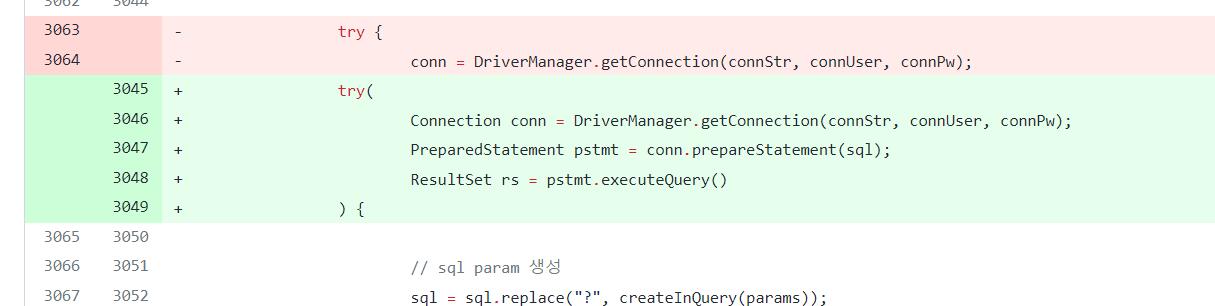 3062 3044
3063 - try {
3064 - conn = DriverManager.getConnection(connStr, connUser, connPw);
3045 + try(
3046 + Connection conn = DriverManager.getConnection(connStr, connUser, connPw);
3047 + PreparedStatement pstmt = conn.prepareStatement(sql);
3048 + ResultSet rs = pstmt.executeQuery()
3049 + ) {
3065 3050
3066 3051 // sql param 생성
3067 3052 sql = sql.replace("?", createInQuery(params));